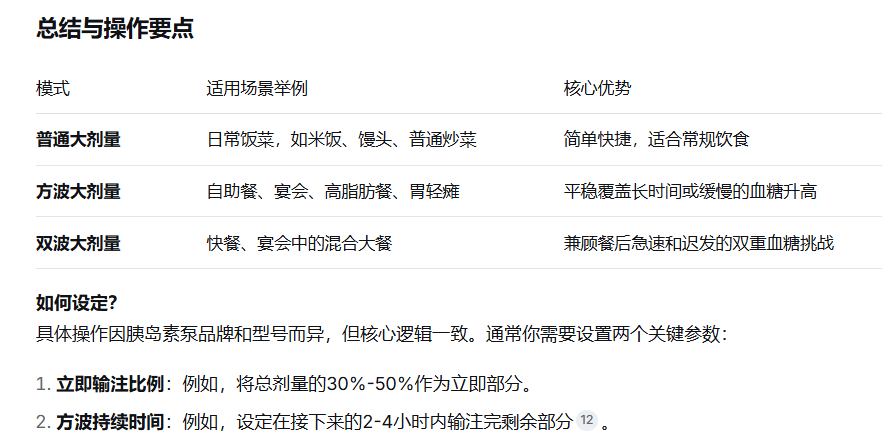 总结与操作要点
模式 适用场景举例 核心优势
普通大剂量 日常饭菜，如米饭、馒头、普通炒菜 简单快捷，适合常规饮食
方波大剂量 自助餐、宴会、高脂肪餐、胃轻瘫 平稳覆盖长时间或缓慢的血糖升高
双波大剂量 快餐、宴会中的混合大餐 兼顾餐后急速和迟发的双重血糖挑战
如何设定？
具体操作因胰岛素泵品牌和型号而异，但核心逻辑一致。通常你需要设置两个关键参数：
1. 立即输注比例：例如，将总剂量的30%-50%作为立即部分。
2. 方波持续时间：例如，设定在接下来的2-4小时内输注完剩余部分 12 。